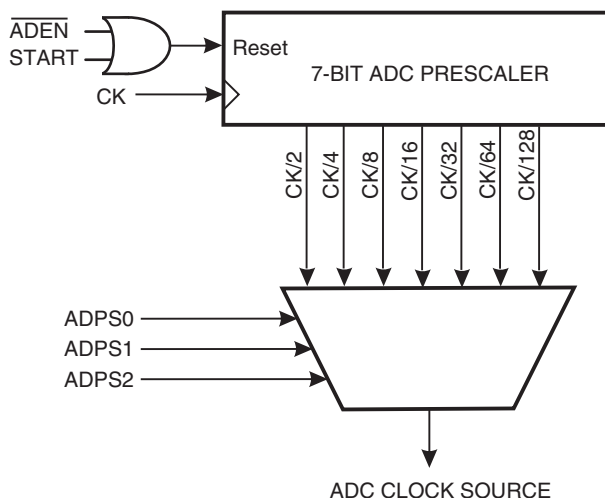 ADEN
START
Reset
7-BIT ADC PRESCALER
CK
CK/2
CK/4
CK/8
CK/16
CK/32
CK/64
CK/128
ADPS0
ADPS1
ADPS2
ADC CLOCK SOURCE